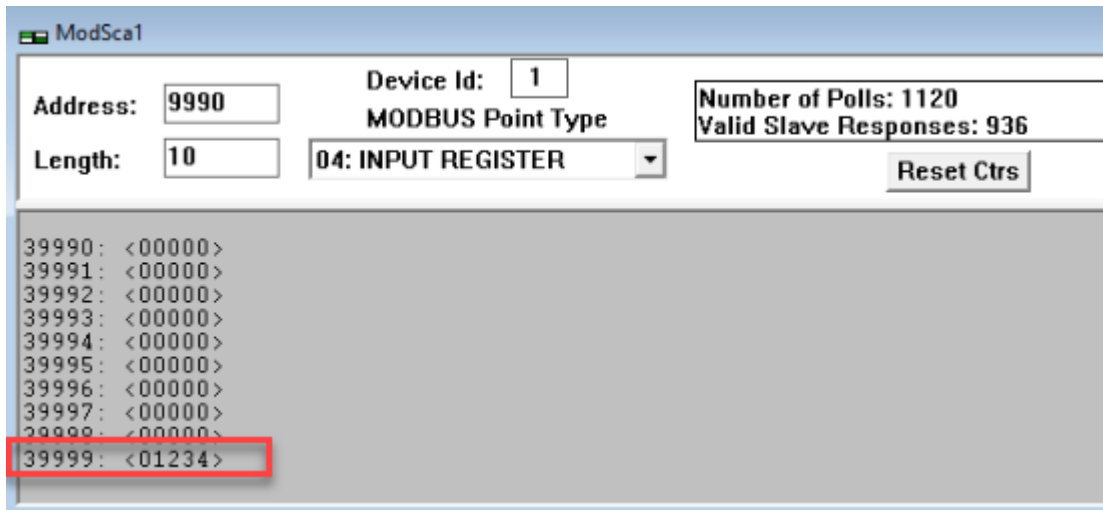 ModSca1
Address: 9990
Device Id: 1
MODBUS Point Type
Length: 10
04: INPUT REGISTER
Number of Polls: 1120
Valid Slave Responses: 936
Reset Ctrs
39990: <00000>
39991: <00000>
39992: <00000>
39993: <00000>
39994: <00000>
39995: <00000>
39996: <00000>
39997: <00000>
39998: <00000>
39999: <01234>